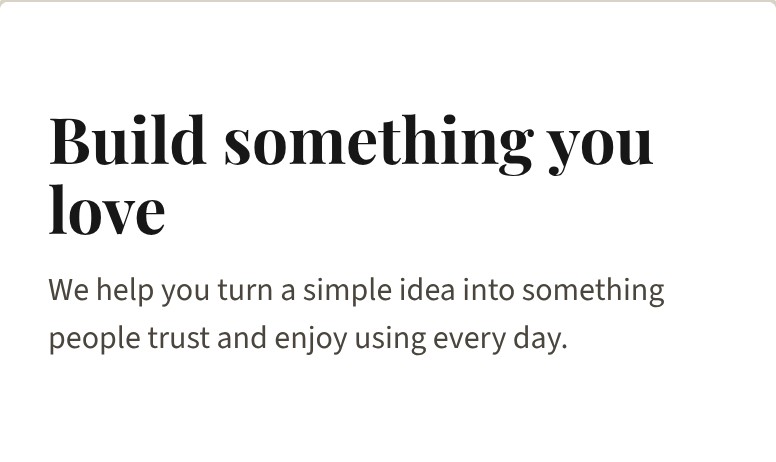 Build something you
love
We help you turn a simple idea into something
people trust and enjoy using every day.